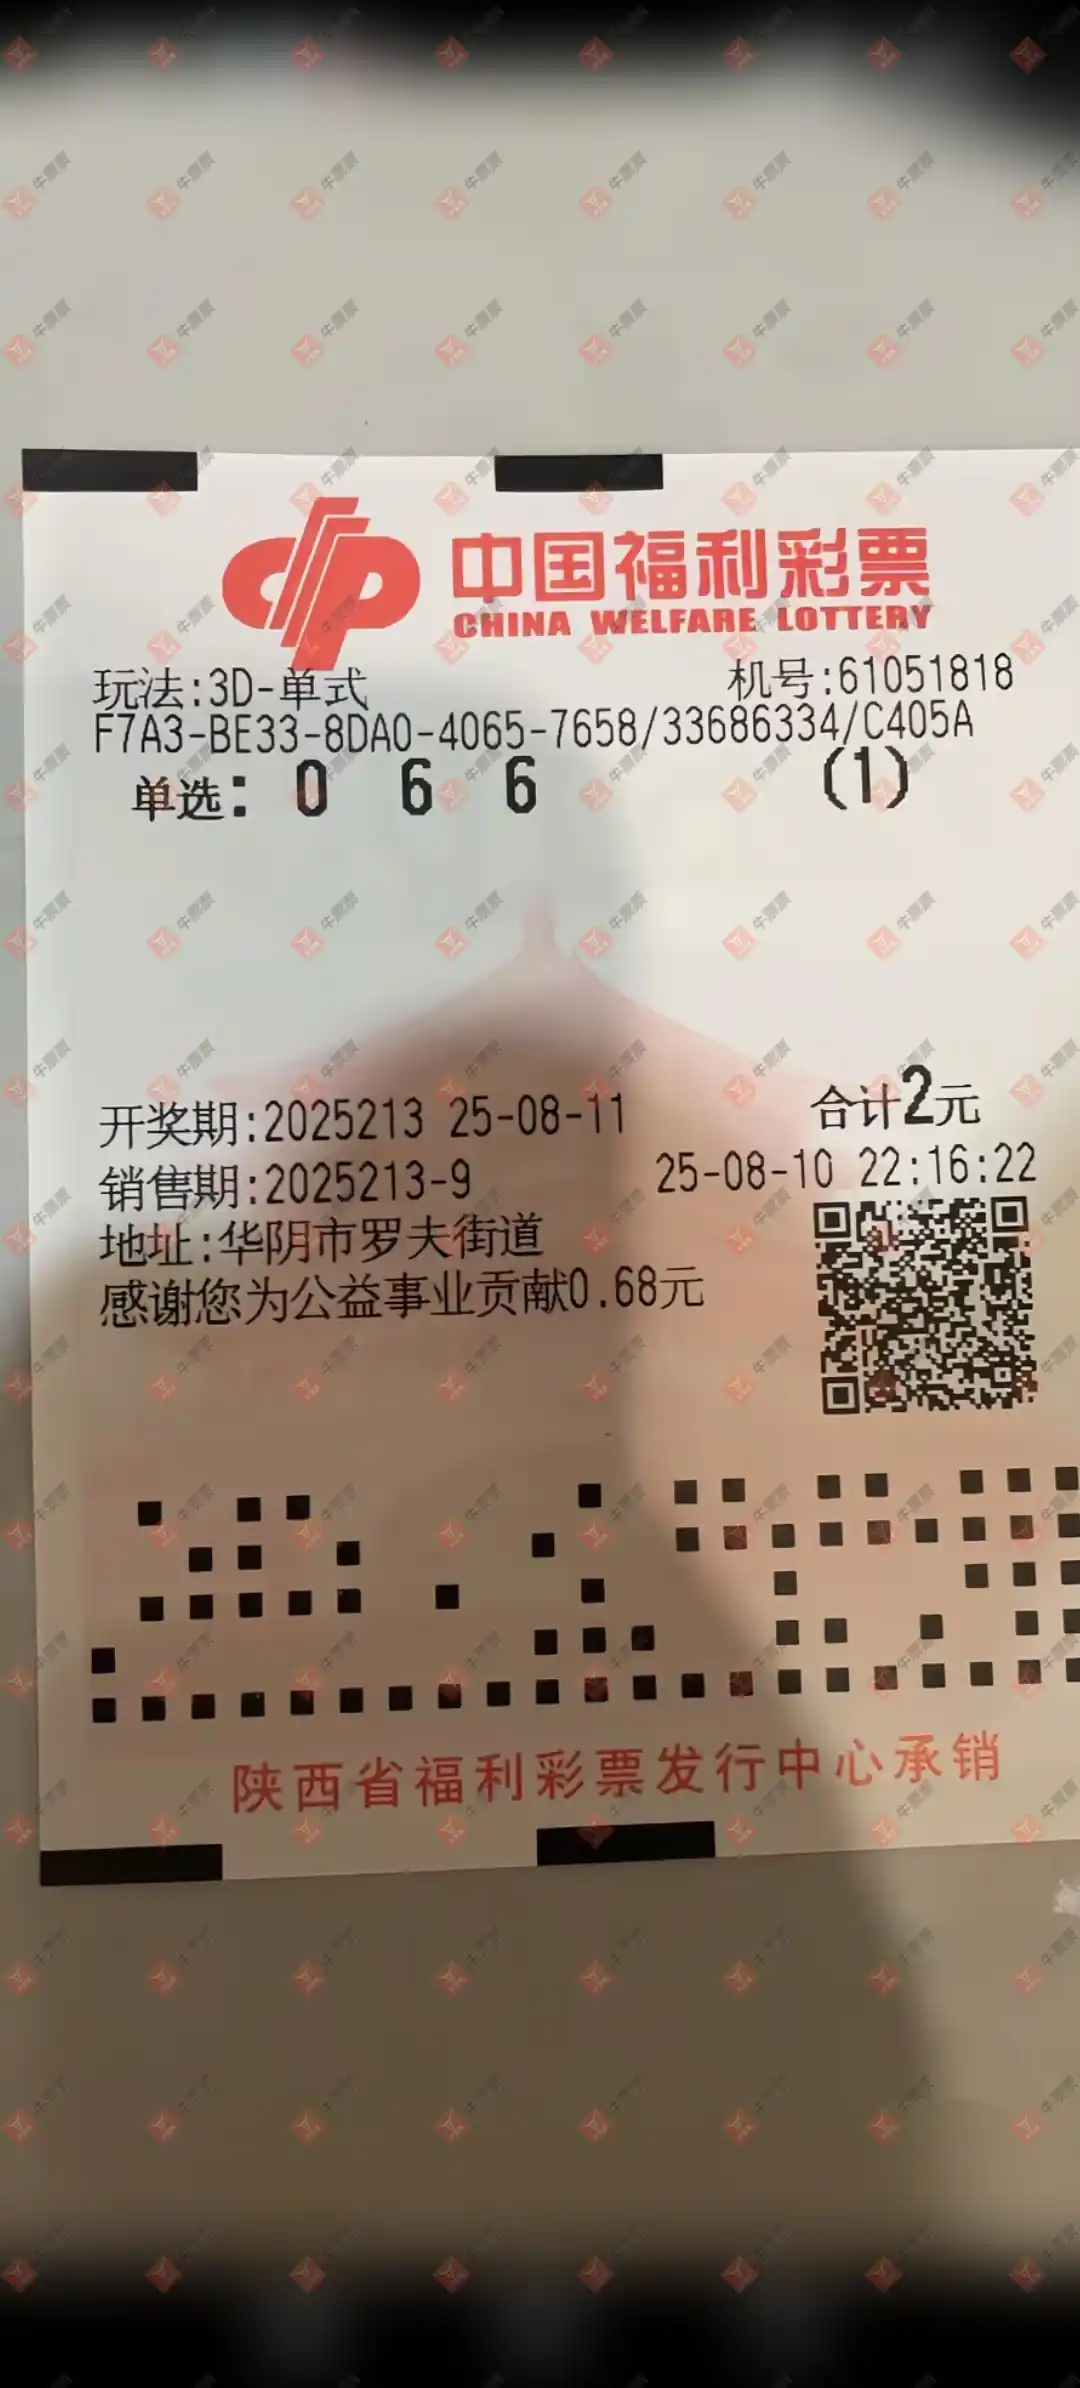 中国福利彩票
CHINA WELFARE LOTTERY
玩法:3D-单式 机号:61051818
F7A3-BE33-8DA0-4065-7658/33686334/C405A
单选: 0 6 6 (1)
合计2元
开奖期:2025213 25-08-11
销售期:2025213-9 25-08-10 22:16:22
地址:华阴市罗夫街道
感谢您为公益事业贡献0.68元
陕西省福利彩票发行中心承销
牛票票